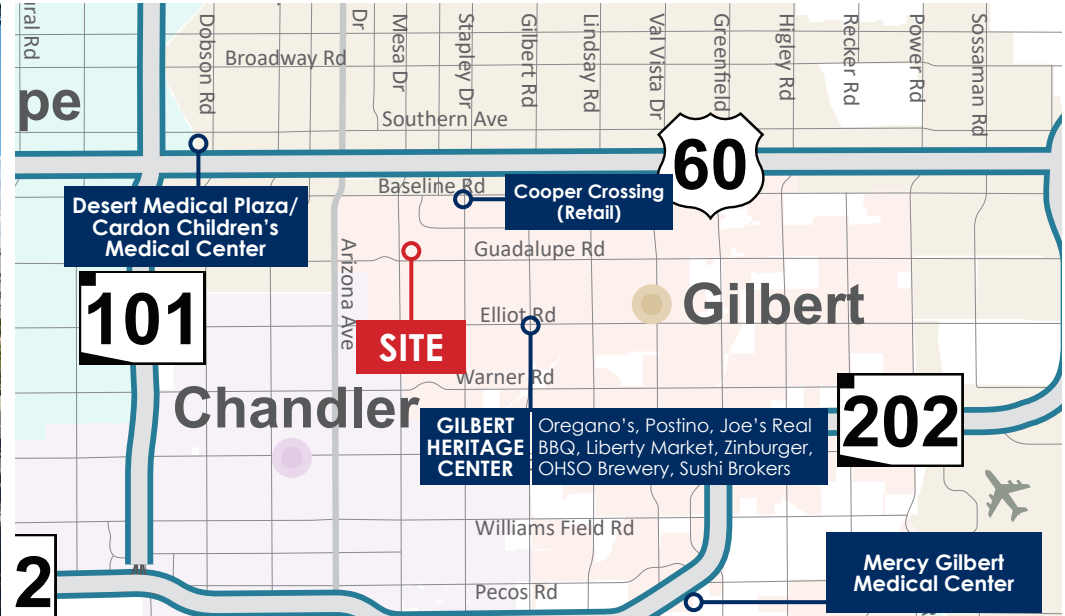 ral Rd
Dobson Rd
Dr
Mesa Dr
Stapley Dr
Gilbert Rd
Lindsay Rd
Val Vista Dr
Greenfield
Higley Rd
Recker Rd
Power Rd
Sossaman Rd
Broadway Rd
pe
Southern Ave
60
Baseline Rd
Cooper Crossing
(Retail)
Desert Medical Plaza/
Cardon Children’s
Medical Center
Guadalupe Rd
Arizona Ave
101
Elliot Rd
Gilbert
SITE
Warner Rd
Chandler
202
GILBERT
HERITAGE
CENTER
Oregano’s, Postino, Joe’s Real
BBQ, Liberty Market, Zinburger,
OHSO Brewery, Sushi Brokers
Williams Field Rd
2
Pecos Rd
Mercy Gilbert
Medical Center